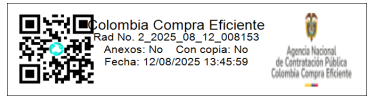 Colombia Compra Eficiente
Rad No. 2_2025_08_12_008153
Anexos: No Con copia: No
Fecha: 12/08/2025 13:45:59
Agencia Nacional
de Contratación Pública
Colombia Compra Eficiente